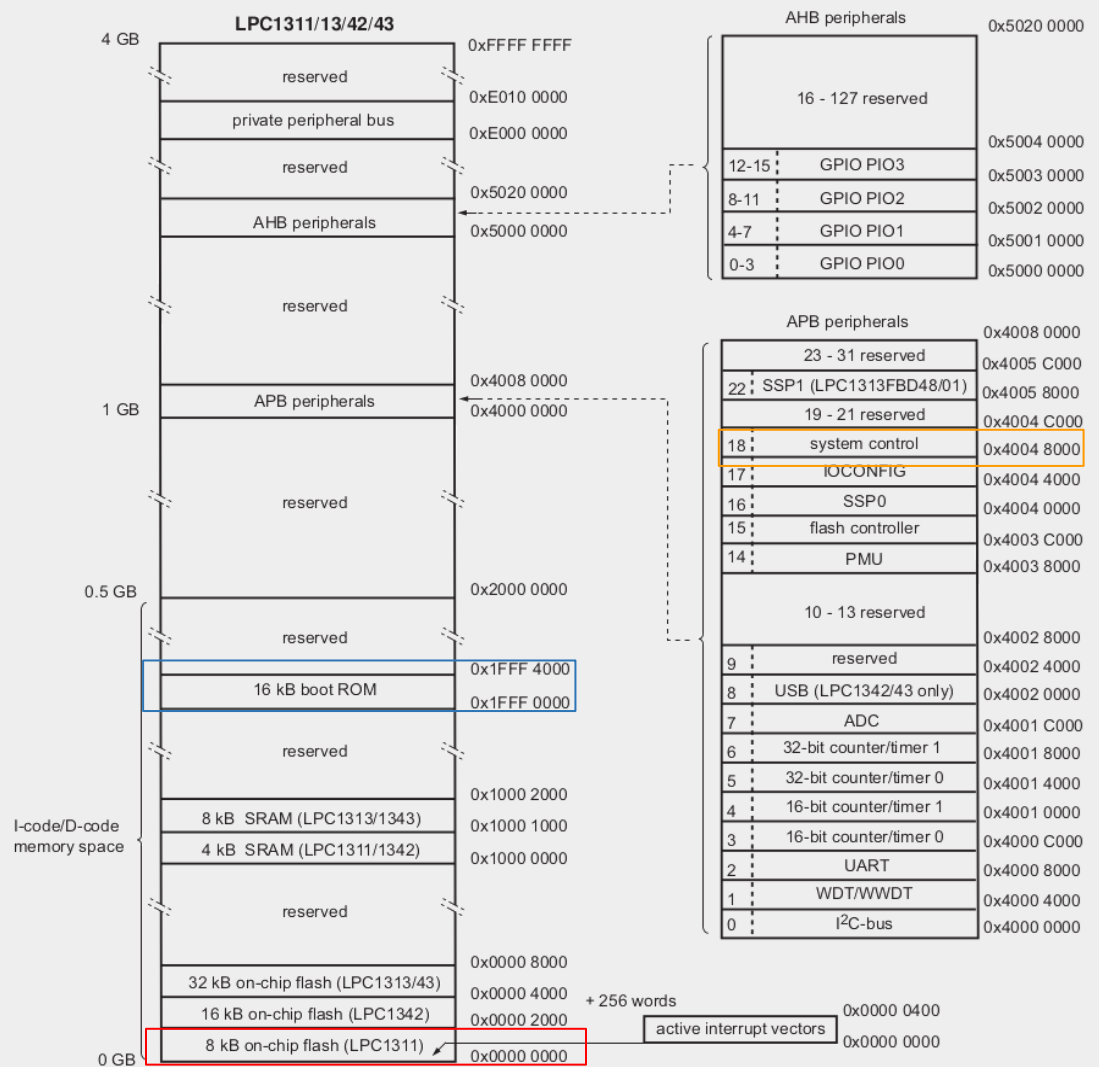 LPC1311/13/42/43
4 GB
0xFFFF FFFF
reserved
0xE010 0000
private peripheral bus
0xE000 0000
reserved
0x5020 0000
AHB peripherals
0x5000 0000
reserved
0x4008 0000
APB peripherals
1 GB
0x4000 0000
reserved
0.5 GB
0x2000 0000
reserved
0x1FFF 4000
16 kB boot ROM
0x1FFF 0000
reserved
0x1000 2000
8 kB SRAM (LPC1313/1343)
0x1000 1000
4 kB SRAM (LPC1311/1342)
0x1000 0000
I-code/D-code
memory space
reserved
0x0000 8000
32 kB on-chip flash (LPC1313/43)
0x0000 4000
16 kB on-chip flash (LPC1342)
0x0000 2000
8 kB on-chip flash (LPC1311)
0 GB
0x0000 0000
AHB peripherals
0x5020 0000
16 - 127 reserved
0x5004 0000
12-15 GPIO PIO3
0x5003 0000
8-11 GPIO PIO2
0x5002 0000
4-7 GPIO PIO1
0x5001 0000
0-3 GPIO PIO0
0x5000 0000
APB peripherals
0x4008 0000
23 - 31 reserved
0x4005 C000
22 SSP1 (LPC1313FBD48/01)
0x4005 8000
19 - 21 reserved
0x4004 C000
18 system control
0x4004 8000
17 IOCONFIG
0x4004 4000
16 SSP0
0x4004 0000
15 flash controller
0x4003 C000
14 PMU
0x4003 8000
10 - 13 reserved
0x4002 8000
9 reserved
0x4002 4000
8 USB (LPC1342/43 only)
0x4002 0000
7 ADC
0x4001 C000
6 32-bit counter/timer 1
0x4001 8000
5 32-bit counter/timer 0
0x4001 4000
4 16-bit counter/timer 1
0x4001 0000
3 16-bit counter/timer 0
0x4000 C000
2 UART
0x4000 8000
1 WDT/WWDT
0x4000 4000
0 I2C-bus
0x4000 0000
+ 256 words
0x0000 0400
active interrupt vectors
0x0000 0000